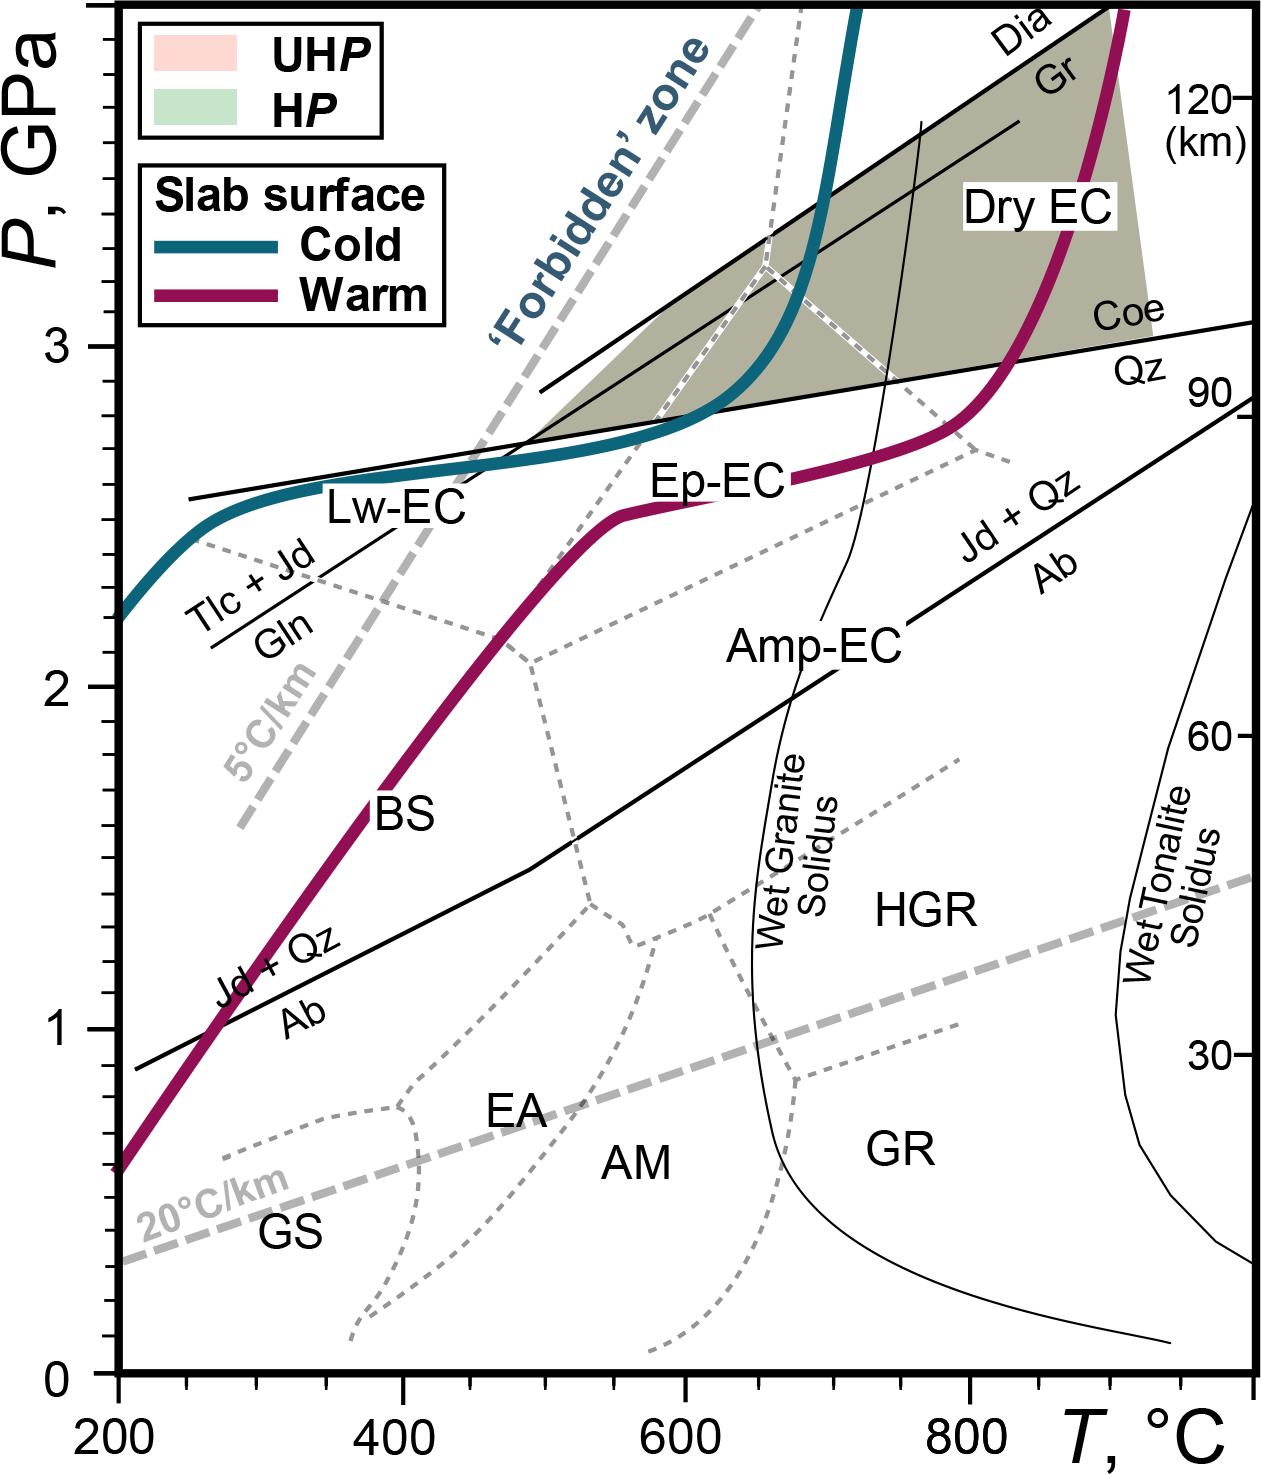 P, GPa
UHP
HP
Slab surface
Cold
Warm
'Forbidden' zone
Dia
Gr
120
(km)
Dry EC
Coe
Qz
3
90
Ep-EC
Lw-EC
Tlc + Jd
Gln
Jd + Qz
Ab
Amp-EC
2
5°C/km
60
BS
Wet Granite
Solidus
Wet Tonalite
Solidus
HGR
Jd + Qz
Ab
1
30
EA
AM
GR
20°C/km
GS
0
200
400
600
800
T, °C